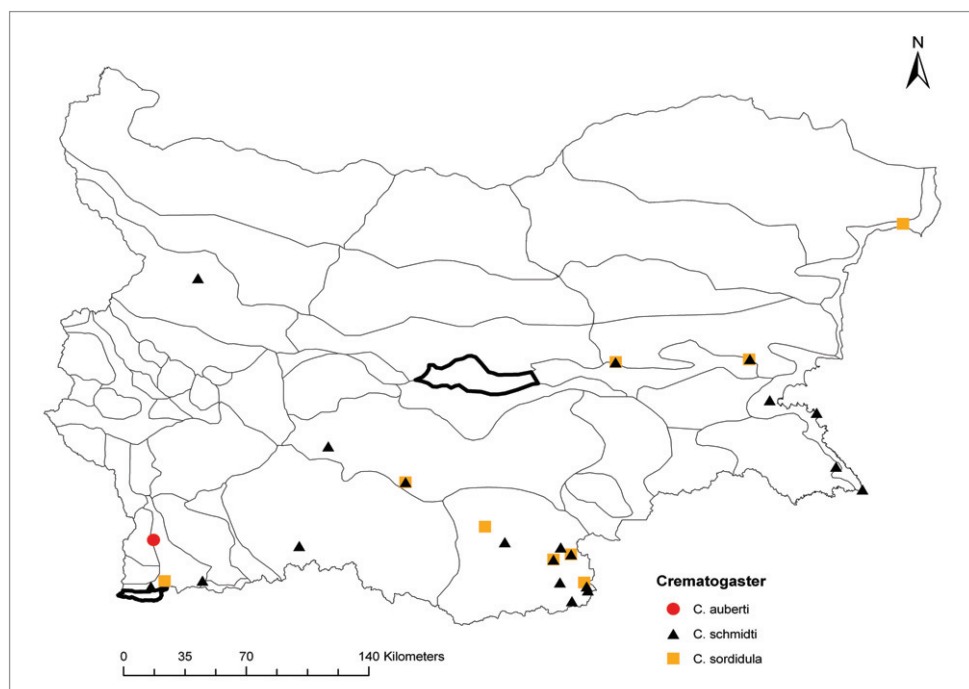 N
Crematogaster
C. auberti
C. schmidti
C. sordidula
0 35 70 140 Kilometers